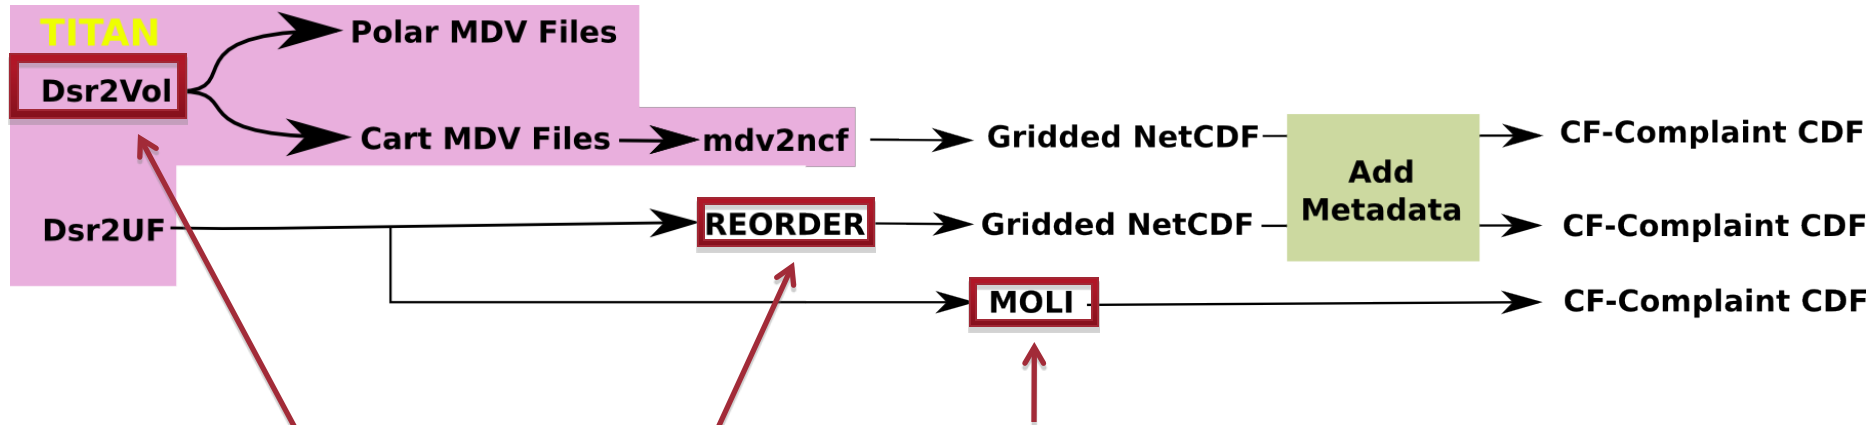 TITAN
Polar MDV Files
Dsr2Vol
Cart MDV Files
mdv2ncf
Gridded NetCDF
CF-Complaint CDF
Add
Metadata
Dsr2UF
REORDER
Gridded NetCDF
CF-Complaint CDF
MOLI
CF-Complaint CDF